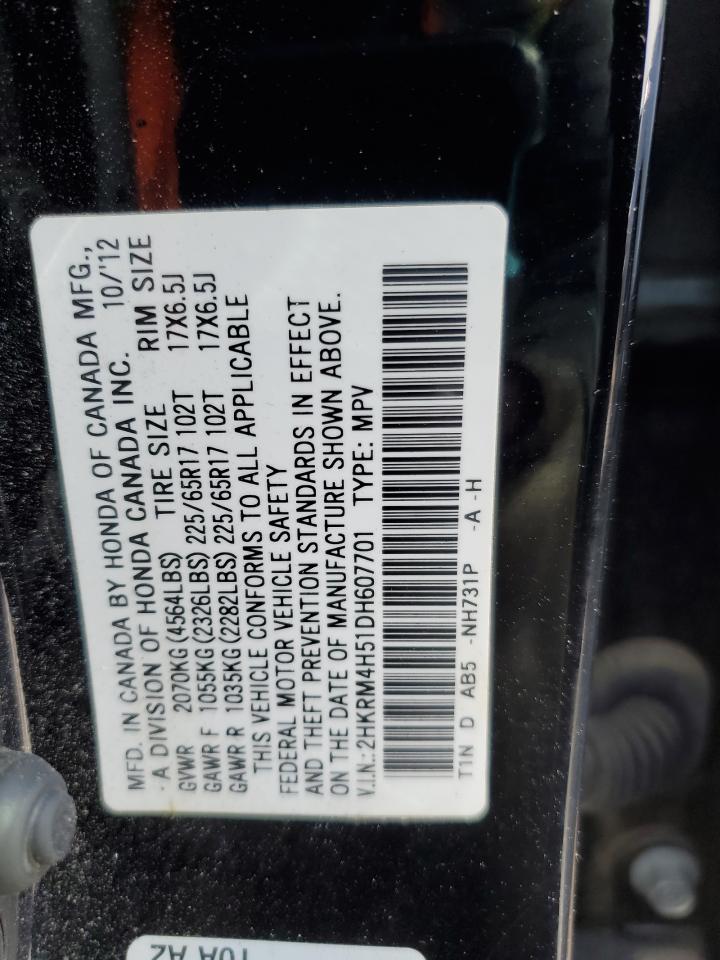 MFD. IN CANADA BY HONDA OF CANADA MFG.,
- A DIVISION OF HONDA CANADA INC. 10/'12
GVWR 2070KG (4564LBS) TIRE SIZE RIM SIZE
GAWR F 1055KG (2326LBS) 225/65R17 102T 17X6.5J
GAWR R 1035KG (2282LBS) 225/65R17 102T 17X6.5J
THIS VEHICLE CONFORMS TO ALL APPLICABLE
FEDERAL MOTOR VEHICLE SAFETY
AND THEFT PREVENTION STANDARDS IN EFFECT
ON THE DATE OF MANUFACTURE SHOWN ABOVE.
V.I.N.: 2HKRM4H51DH607701 TYPE: MPV
T1N D AB5 -NH731P -A-H